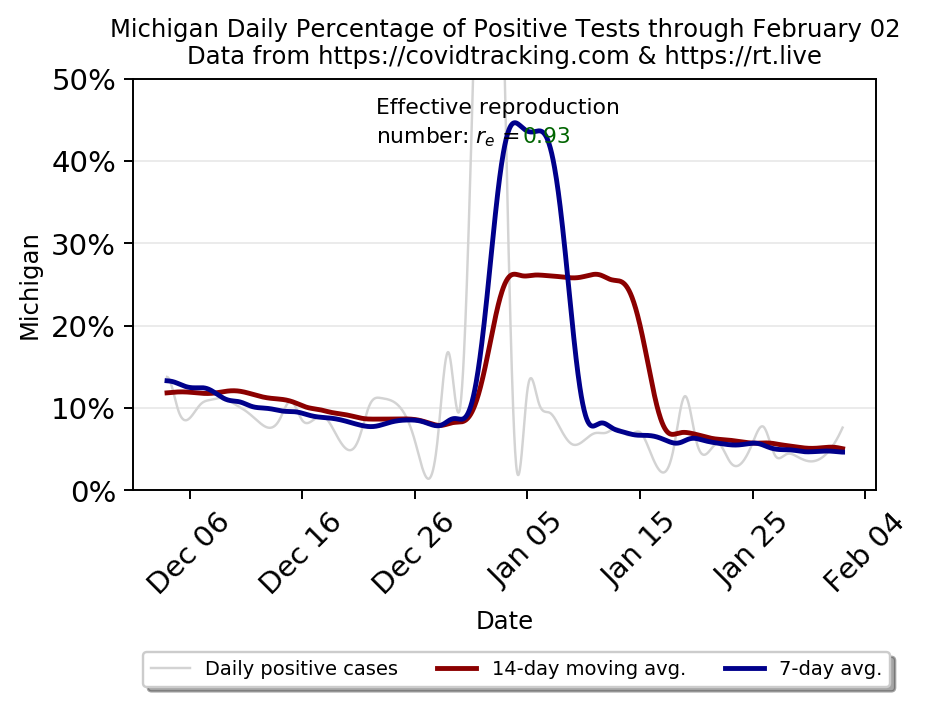 Michigan Daily Percentage of Positive Tests through February 02
Data from https://covidtracking.com & https://rt.live
50%
Effective reproduction
number: rₑ = 0.93
40%
30%
20%
10%
0%
Michigan
Dec 06
Dec 16
Dec 26
Jan 05
Jan 15
Jan 25
Feb 04
Date
Daily positive cases
14-day moving avg.
7-day avg.